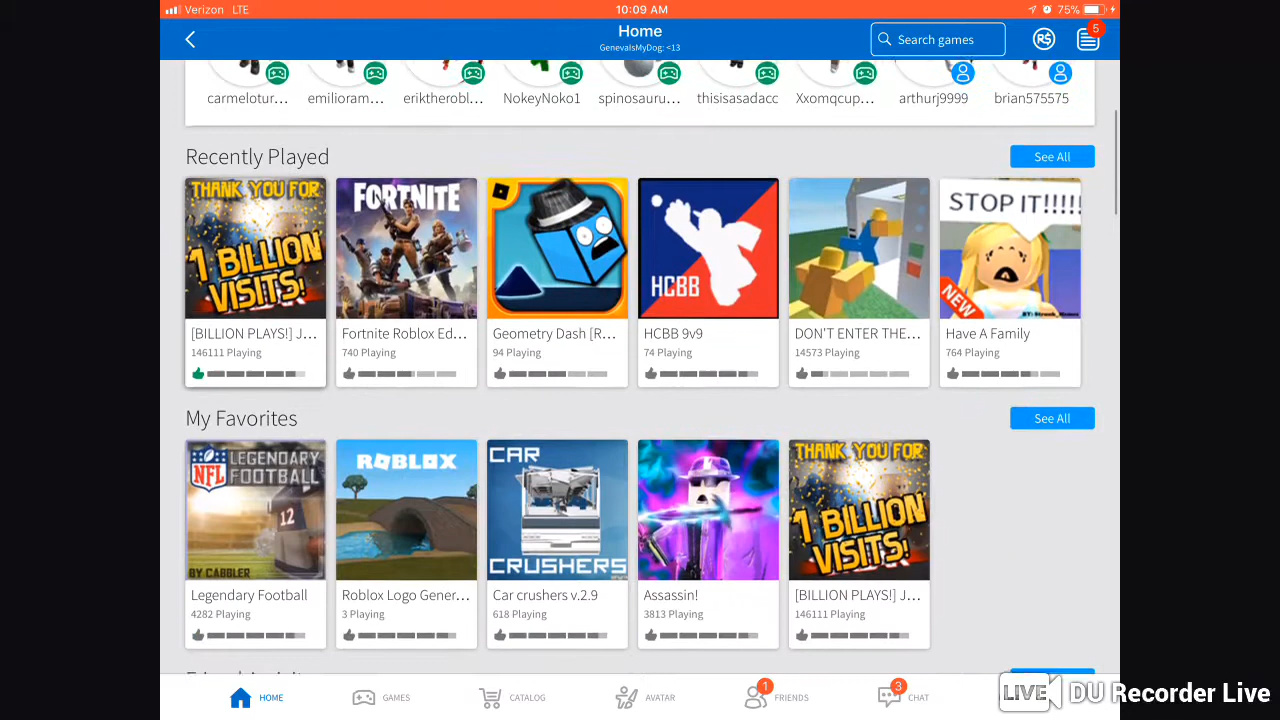 Verizon LTE 10:09 AM 75%
Home
GenevaIsMyDog: <13
Search games
R$
5
carmelotur... emilioram... eriktherobl... NokeyNoko1 spinosauru... thisisasadacc Xxomqcup... arthurj9999 brian575575
Recently Played
See All
THANK YOU FOR
1 BILLION
VISITS!
FORTNITE
HCBB
STOP IT!!!!!
NEW
[BILLION PLAYS!] J... Fortnite Roblox Ed... Geometry Dash [R... HCBB 9v9 DON'T ENTER THE... Have A Family
146111 Playing 740 Playing 94 Playing 74 Playing 14573 Playing 764 Playing
My Favorites
See All
NFL
LEGENDARY
FOOTBALL
12
BY CABBLER
ROBLOX
CAR
CRUSHERS
THANK YOU FOR
1 BILLION
VISITS!
Legendary Football Roblox Logo Gener... Car crushers v.2.9 Assassin! [BILLION PLAYS!] J...
4282 Playing 3 Playing 618 Playing 3813 Playing 146111 Playing
HOME GAMES CATALOG AVATAR 1 FRIENDS 3 CHAT
LIVE DU Recorder Live